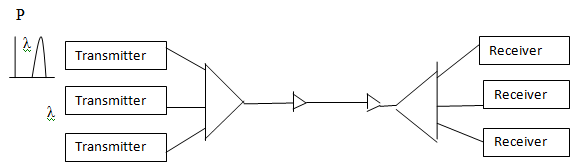 P
λ
Transmitter
Receiver
Transmitter
Receiver
λ
Transmitter
Receiver